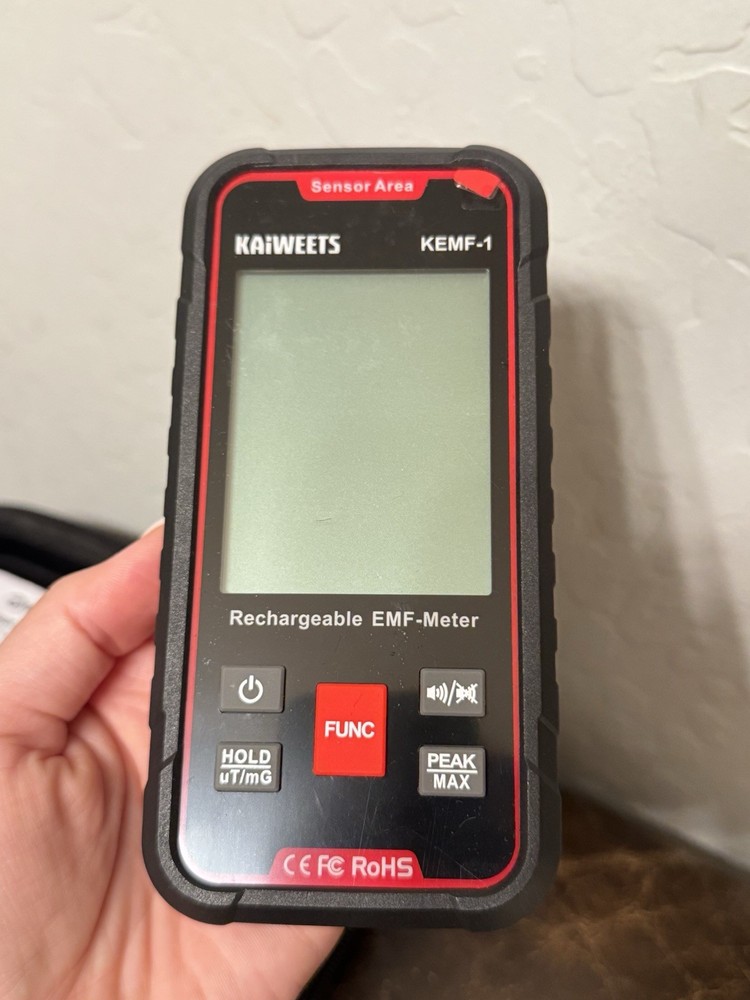 Sensor Area
KAiWEETS
KEMF-1
Rechargeable EMF-Meter
FUNC
HOLD
uT/mG
PEAK
MAX
CE FC RoHS